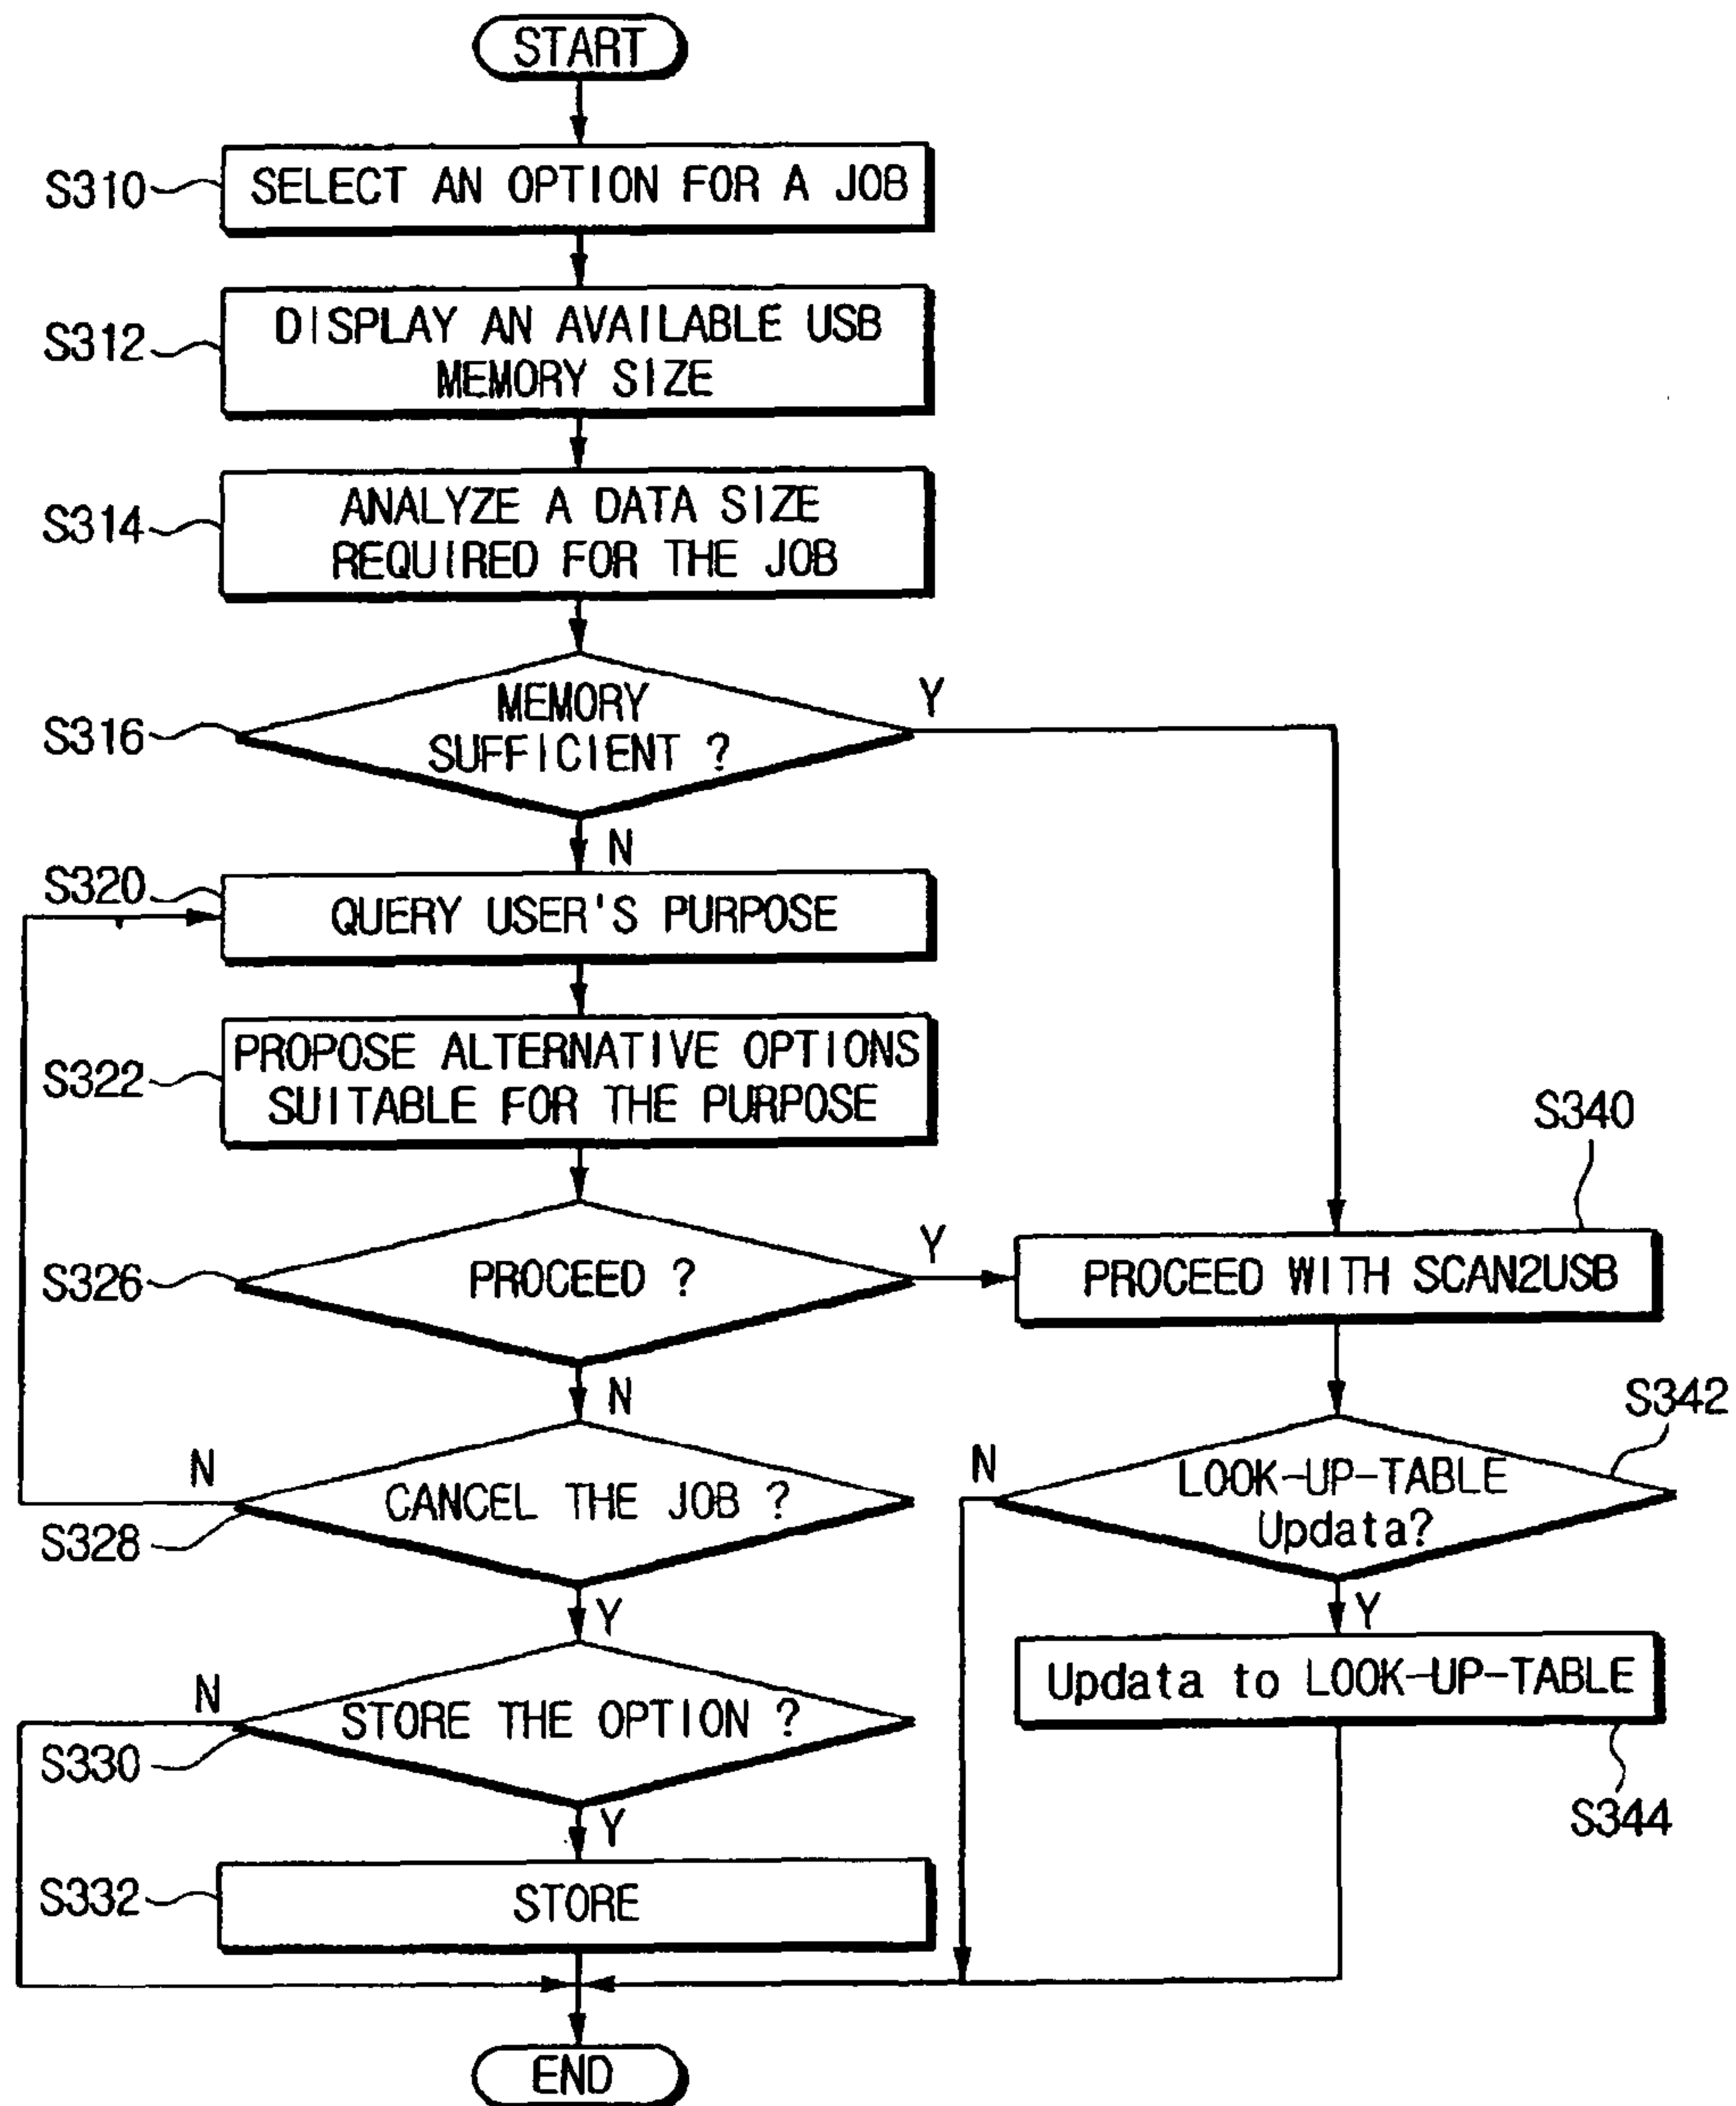 START
S310
SELECT AN OPTION FOR A JOB
S312
DISPLAY AN AVAILABLE USB
MEMORY SIZE
S314
ANALYZE A DATA SIZE
REQUIRED FOR THE JOB
S316
MEMORY
SUFFICIENT ?
Y
N
S320
QUERY USER'S PURPOSE
S322
PROPOSE ALTERNATIVE OPTIONS
SUITABLE FOR THE PURPOSE
S326
PROCEED ?
Y
N
S340
PROCEED WITH SCAN2USB
S328
CANCEL THE JOB ?
N
Y
S342
LOOK-UP-TABLE
Updata?
N
Y
S330
STORE THE OPTION ?
N
Y
Updata to LOOK-UP-TABLE
S344
S332
STORE
END